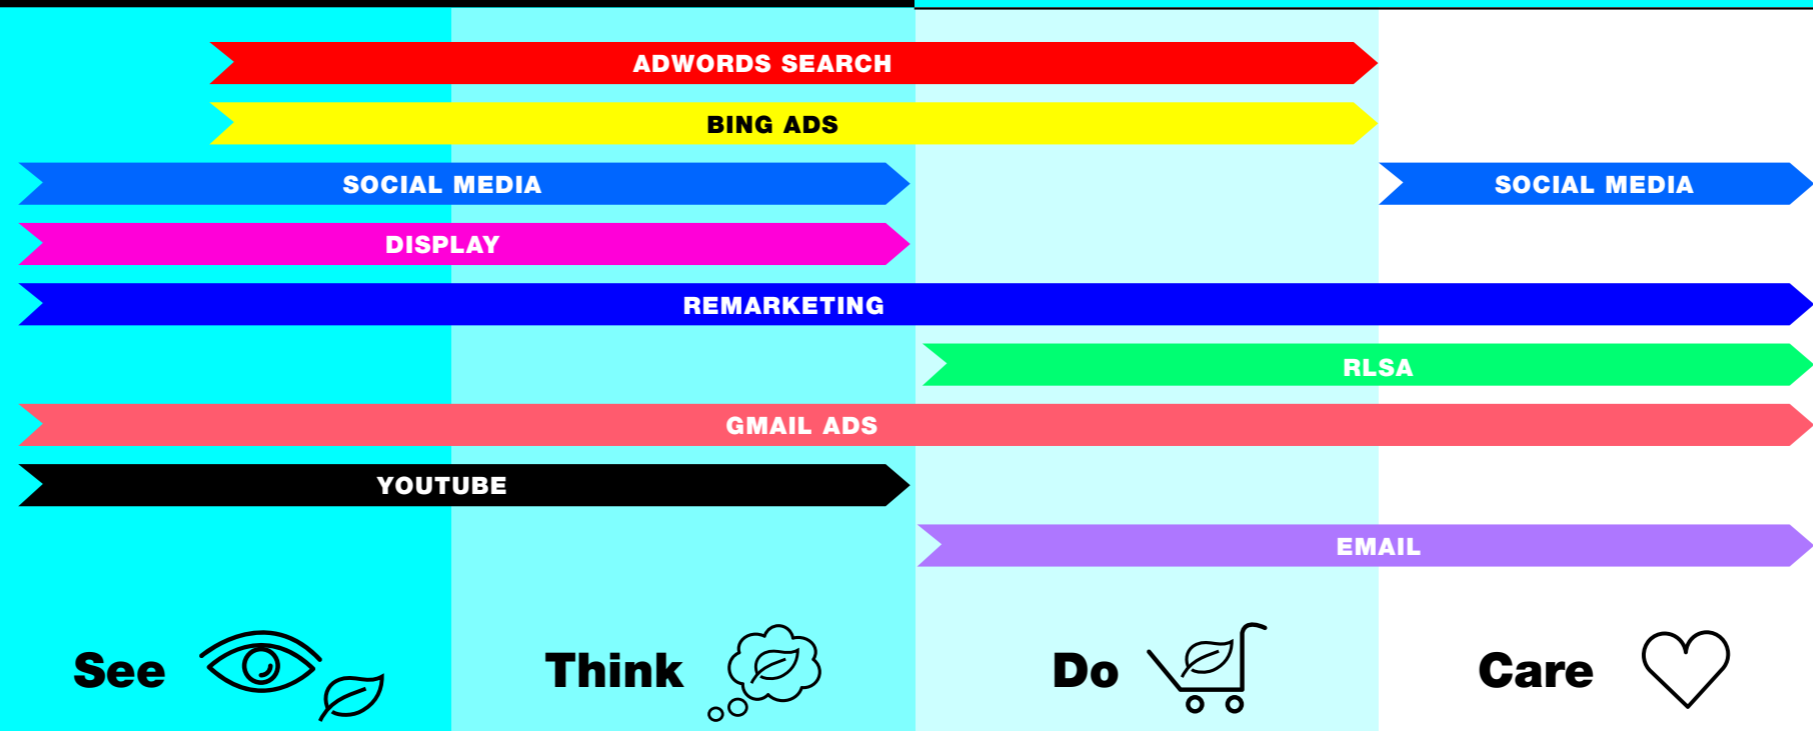 ADWORDS SEARCH
BING ADS
SOCIAL MEDIA
SOCIAL MEDIA
DISPLAY
REMARKETING
RLSA
GMAIL ADS
YOUTUBE
EMAIL
See
Think
Do
Care